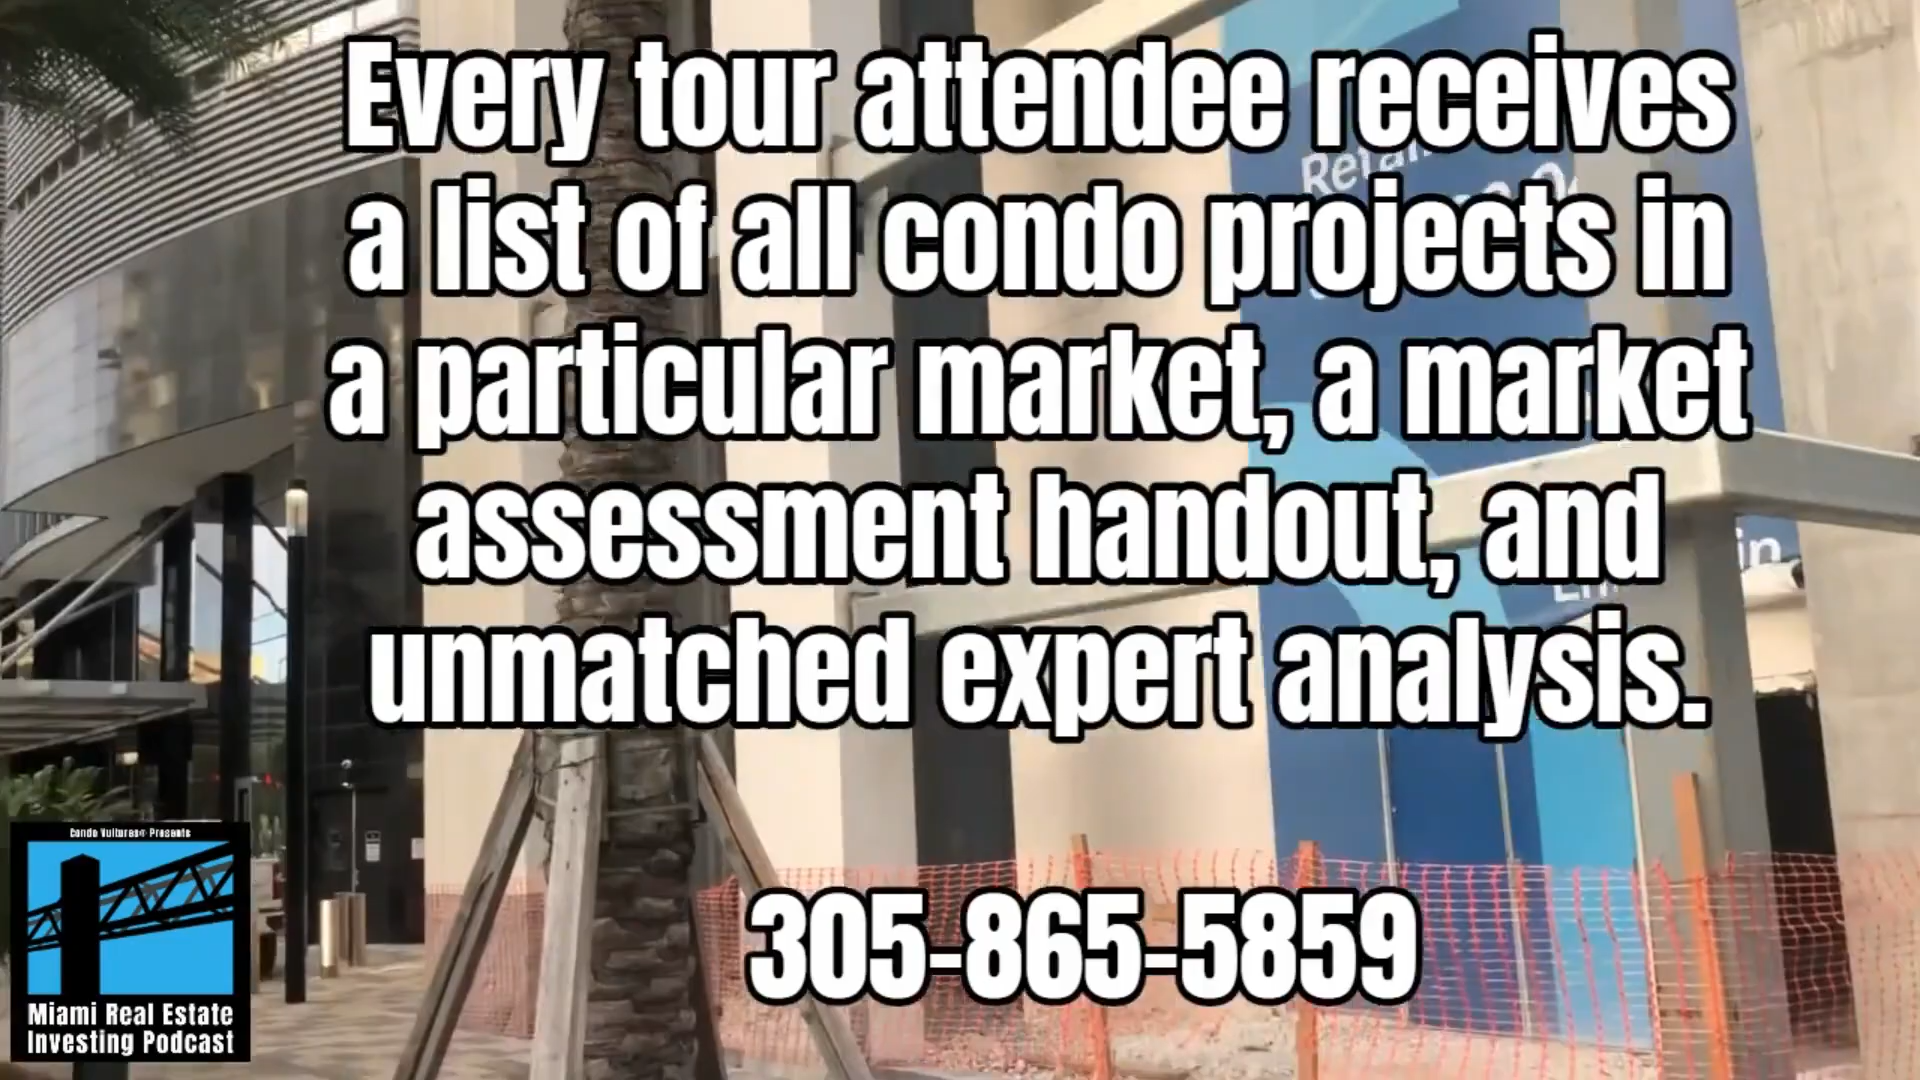 Every tour attendee receives
a list of all condo projects in
a particular market, a market
assessment handout, and
unmatched expert analysis.
305-865-5859
Condo Vultures® Presents
Miami Real Estate
Investing Podcast